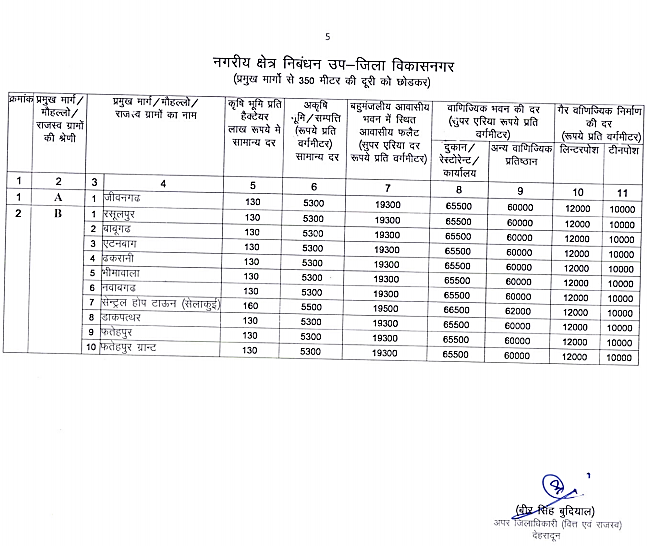 5
नगरीय क्षेत्र निबंधन उप–जिला विकासनगर
(प्रमुख मार्गो से 350 मीटर की दूरी को छोडकर)
क्रमांक प्रमुख मार्ग/ मौहल्लो/ राजस्व ग्रामों की श्रेणी प्रमुख मार्ग/मौहल्लो/ राजस्व ग्रामों का नाम कृषि भूमि प्रति हैक्टेयर लाख रूपये मे सामान्य दर अकृषि भूमि/सम्पत्ति (रूपये प्रति वर्गमीटर) सामान्य दर बहुमंजलीय आवासीय भवन में स्थित आवासीय फलैट (सुपर एरिया दर रूपये प्रति वर्गमीटर) वाणिज्यिक भवन की दर (सुपर एरिया रूपये प्रति वर्गमीटर) गैर वाणिज्यिक निर्माण की दर (रूपये प्रति वर्गमीटर)
दुकान/ रेस्टोरेन्ट/ कार्यालय अन्य वाणिज्यिक प्रतिष्ठान लिन्टरपोश टीनपोश
1 2 3 4 5 6 7 8 9 10 11
1 A 1 जीवनगढ 130 5300 19300 65500 60000 12000 10000
2 B 1 रसूलपुर 130 5300 19300 65500 60000 12000 10000
2 बाबूगढ 130 5300 19300 65500 60000 12000 10000
3 एटनबाग 130 5300 19300 65500 60000 12000 10000
4 ढकरानी 130 5300 19300 65500 60000 12000 10000
5 भीमावाला 130 5300 19300 65500 60000 12000 10000
6 नवाबगढ 130 5300 19300 65500 60000 12000 10000
7 सेन्ट्रल होप टाऊन (सेलाकुई) 160 5500 19500 66500 62000 12000 10000
8 डाकपत्थर 130 5300 19300 65500 60000 12000 10000
9 फतेहपुर 130 5300 19300 65500 60000 12000 10000
10 फतेहपुर ग्रान्ट 130 5300 19300 65500 60000 12000 10000
(बीर सिंह बुदियाल)
अपर जिलाधिकारी (वित्त एवं राजस्व)
देहरादून